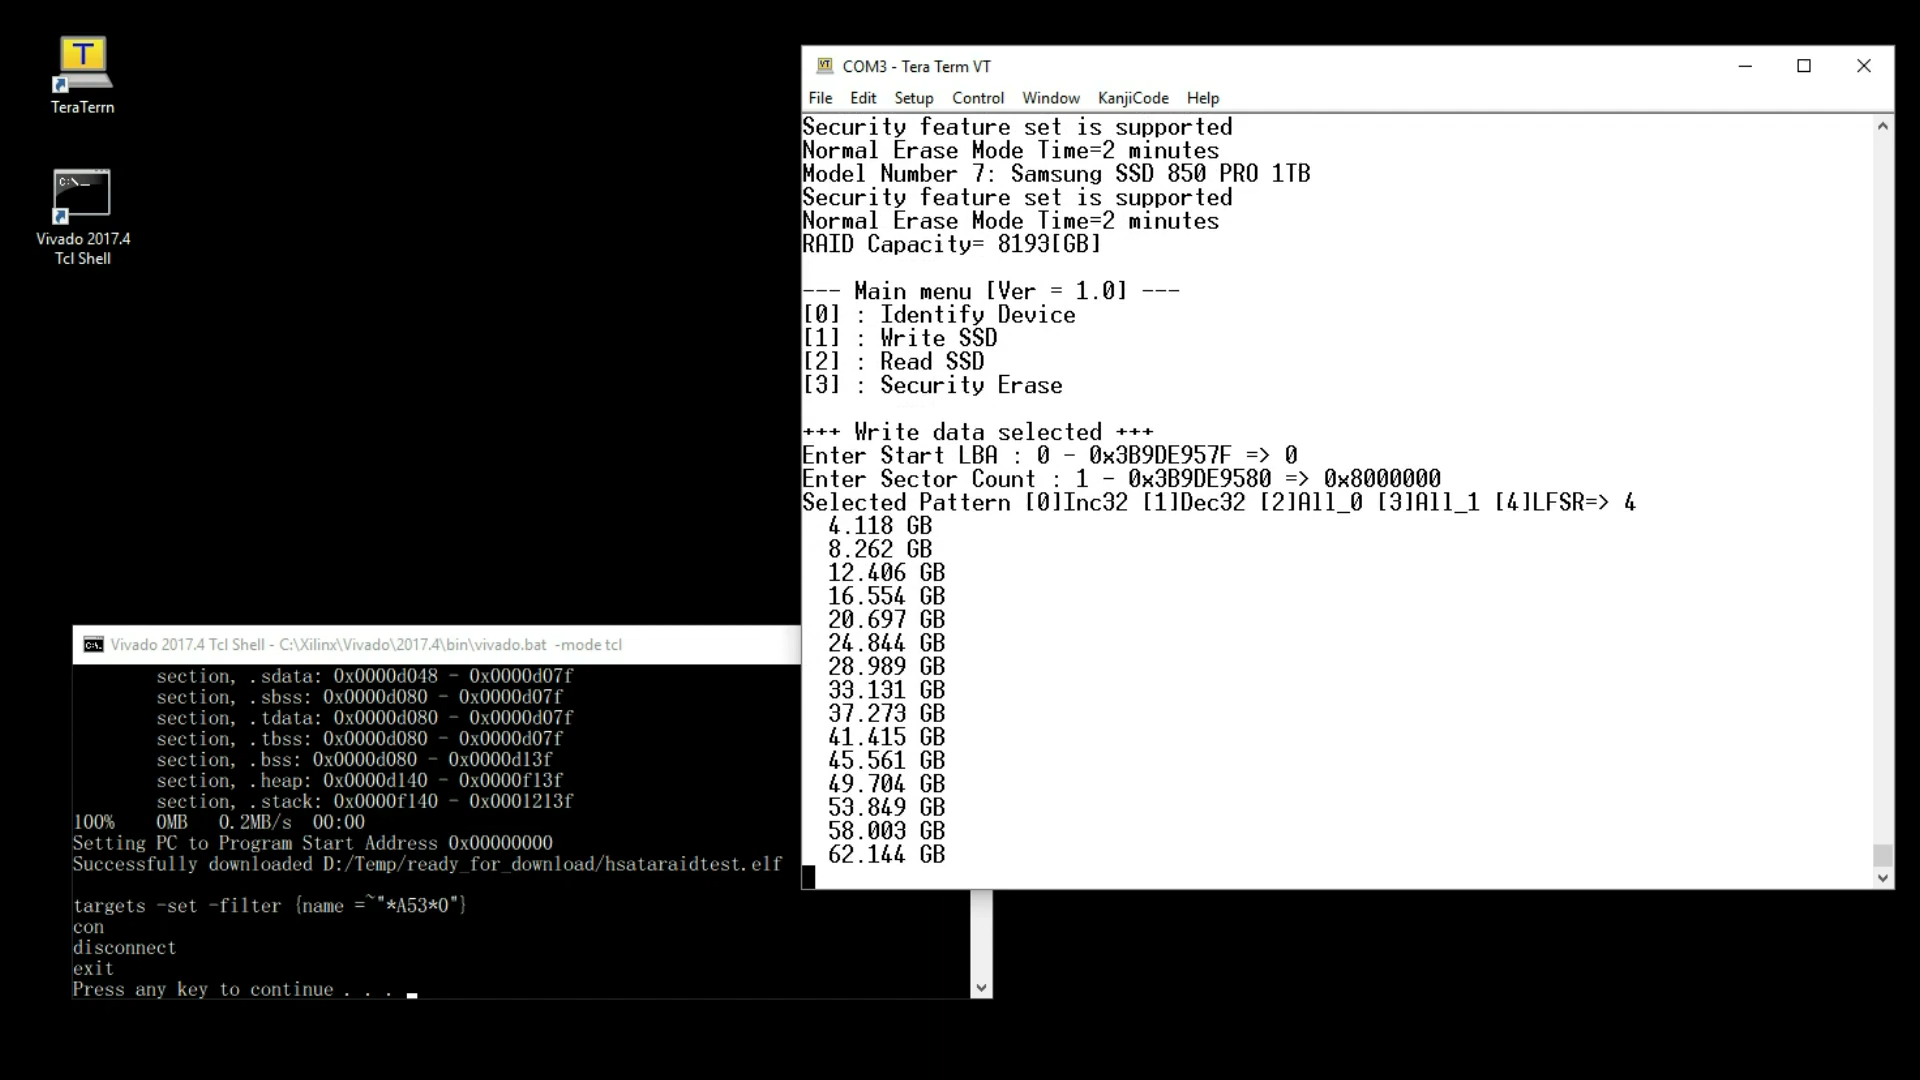 TeraTerrn
Vivado 2017.4
Tcl Shell
COM3 - Tera Term VT
File Edit Setup Control Window KanjiCode Help
Security feature set is supported
Normal Erase Mode Time=2 minutes
Model Number 7: Samsung SSD 850 PRO 1TB
Security feature set is supported
Normal Erase Mode Time=2 minutes
RAID Capacity= 8193[GB]
--- Main menu [Ver = 1.0] ---
[0] : Identify Device
[1] : Write SSD
[2] : Read SSD
[3] : Security Erase
+++ Write data selected +++
Enter Start LBA : 0 - 0x3B9DE957F => 0
Enter Sector Count : 1 - 0x3B9DE9580 => 0x8000000
Selected Pattern [0]Inc32 [1]Dec32 [2]All_0 [3]All_1 [4]LFSR=> 4
4.118 GB
8.262 GB
12.406 GB
16.554 GB
20.697 GB
24.844 GB
28.989 GB
33.131 GB
37.273 GB
41.415 GB
45.561 GB
49.704 GB
53.849 GB
58.003 GB
62.144 GB
Vivado 2017.4 Tcl Shell - C:\Xilinx\Vivado\2017.4\bin\vivado.bat -mode tcl
section, .sdata: 0x0000d048 - 0x0000d07f
section, .sbss: 0x0000d080 - 0x0000d07f
section, .tdata: 0x0000d080 - 0x0000d07f
section, .tbss: 0x0000d080 - 0x0000d07f
section, .bss: 0x0000d080 - 0x0000d13f
section, .heap: 0x0000d140 - 0x0000f13f
section, .stack: 0x0000f140 - 0x0001213f
100% 0MB 0.2MB/s 00:00
Setting PC to Program Start Address 0x00000000
Successfully downloaded D:/Temp/ready_for_download/hsataraidtest.elf
targets -set -filter {name =~"*A53*0"}
con
disconnect
exit
Press any key to continue . . .